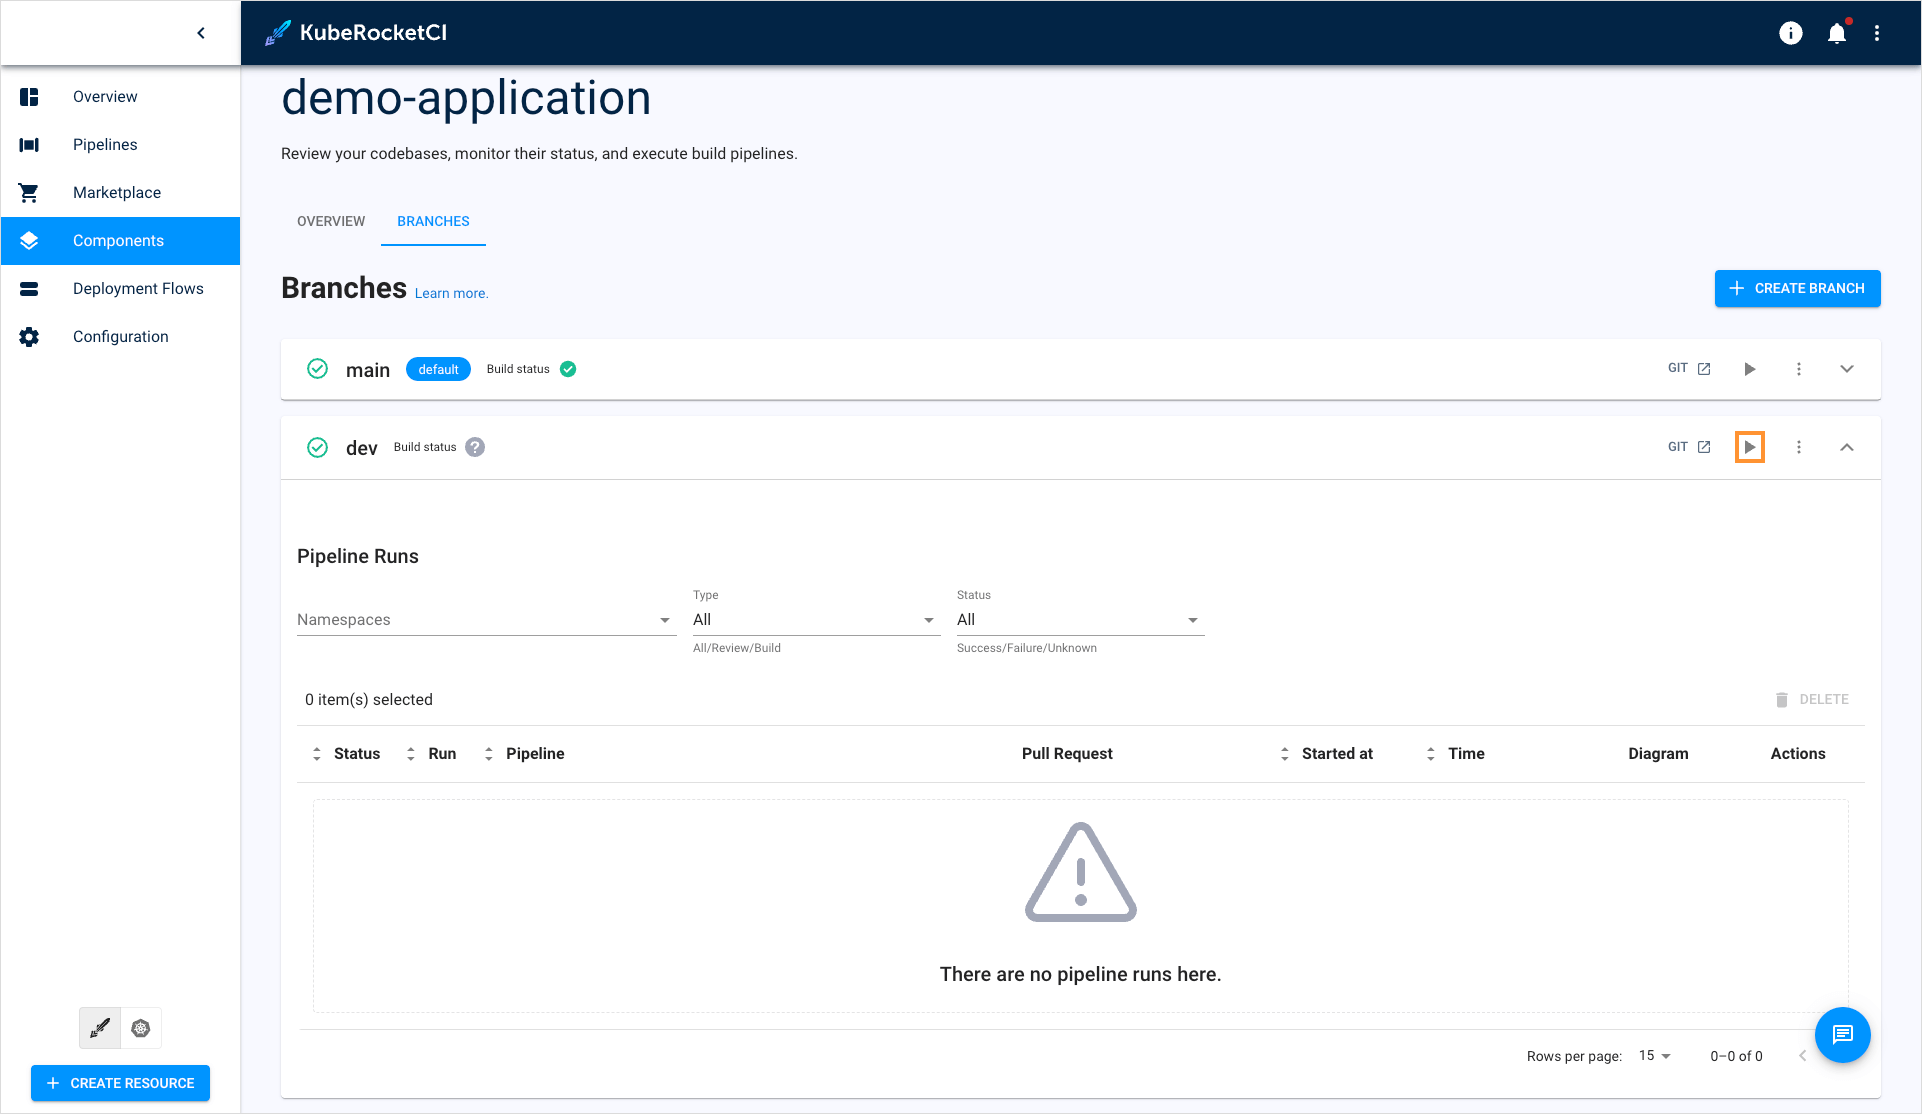 KubeRocketCI
Overview
Pipelines
Marketplace
Components
Deployment Flows
Configuration
CREATE RESOURCE
demo-application
Review your codebases, monitor their status, and execute build pipelines.
OVERVIEW BRANCHES
Branches Learn more.
CREATE BRANCH
main default Build status GIT
dev Build status ? GIT
Pipeline Runs
Type Status
Namespaces All All
All/Review/Build Success/Failure/Unknown
0 item(s) selected DELETE
Status Run Pipeline Pull Request Started at Time Diagram Actions
There are no pipeline runs here.
Rows per page: 15 0–0 of 0